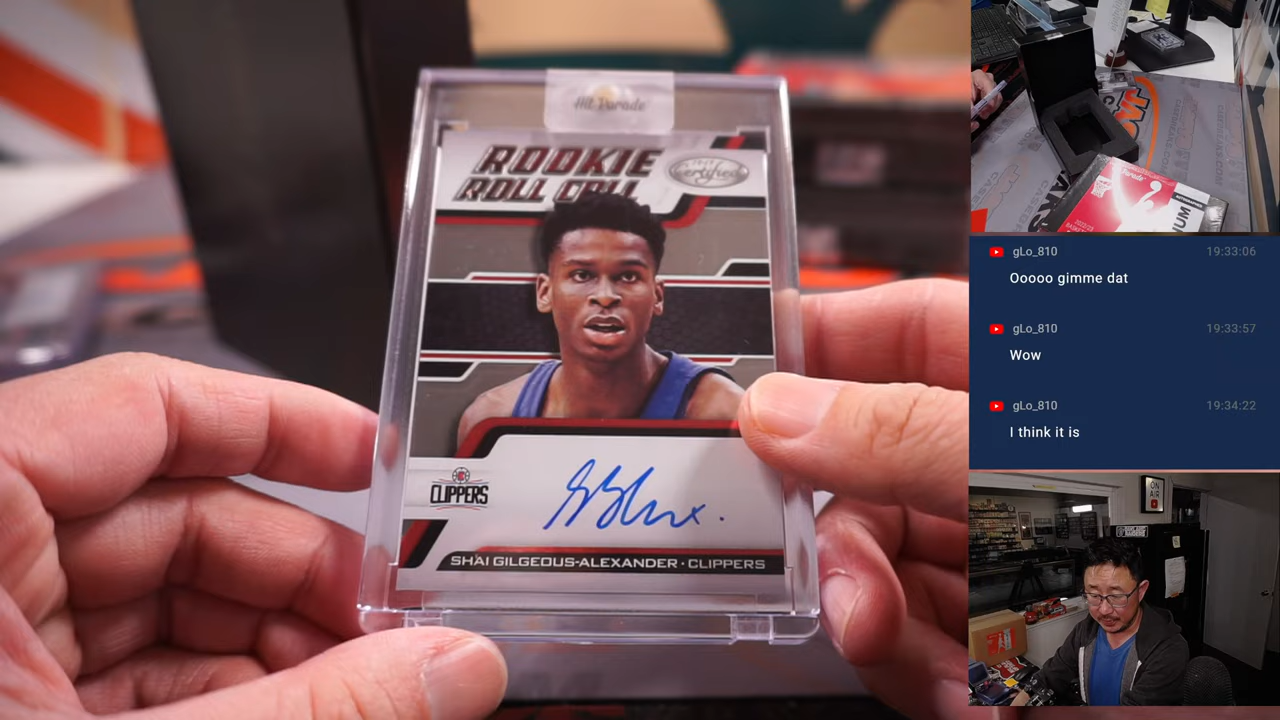 Hit Parade
ROOKIE
ROLL CALL
Certified
CLIPPERS
SHAI GILGEOUS-ALEXANDER · CLIPPERS
gLo_810 19:33:06
Ooooo gimme dat
gLo_810 19:33:57
Wow
gLo_810 19:34:22
I think it is
ON
AIR